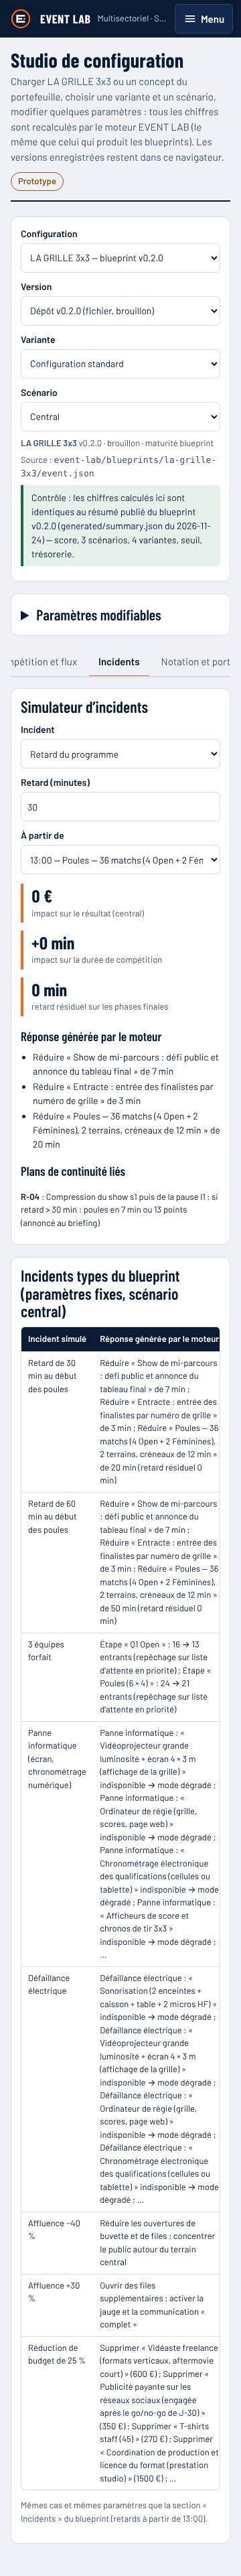 EVENT LAB Multisectoriel · S... Menu
Studio de configuration
Charger LA GRILLE 3x3 ou un concept du
portefeuille, choisir une variante et un scénario,
modifier quelques paramètres : tous les chiffres
sont recalculés par le moteur EVENT LAB (le
même que celui qui produit les blueprints). Les
versions enregistrées restent dans ce navigateur.
Prototype
Configuration
LA GRILLE 3x3 — blueprint v0.2.0
Version
Dépôt v0.2.0 (fichier, brouillon)
Variante
Configuration standard
Scénario
Central
LA GRILLE 3x3 v0.2.0 · brouillon · maturité blueprint
Source : event-lab/blueprints/la-grille-
3x3/event.json
Contrôle : les chiffres calculés ici sont
identiques au résumé publié du blueprint
v0.2.0 (generated/summary.json du 2026-11-
24) — score, 3 scénarios, 4 variantes, seuil,
trésorerie.
Paramètres modifiables
npétition et flux Incidents Notation et port
Simulateur d’incidents
Incident
Retard du programme
Retard (minutes)
30
À partir de
13:00 — Poules — 36 matchs (4 Open + 2 Fén
0 €
impact sur le résultat (central)
+0 min
impact sur la durée de compétition
0 min
retard résiduel sur les phases finales
Réponse générée par le moteur
Réduire « Show de mi-parcours : défi public et
annonce du tableau final » de 7 min
Réduire « Entracte : entrée des finalistes par
numéro de grille » de 3 min
Réduire « Poules — 36 matchs (4 Open + 2
Féminines), 2 terrains, créneaux de 12 min » de
20 min
Plans de continuité liés
R-04 : Compression du show s1 puis de la pause l1 ; si
retard > 30 min : poules en 7 min ou 13 points
(annoncé au briefing)
Incidents types du blueprint
(paramètres fixes, scénario
central)
Incident simulé Réponse générée par le moteur
Retard de 30
min au début
des poules
Réduire « Show de mi-parcours
: défi public et annonce du
tableau final » de 7 min ;
Réduire « Entracte : entrée des
finalistes par numéro de grille »
de 3 min ; Réduire « Poules — 36
matchs (4 Open + 2 Féminines),
2 terrains, créneaux de 12 min »
de 20 min (retard résiduel 0
min)
Retard de 60
min au début
des poules
Réduire « Show de mi-parcours
: défi public et annonce du
tableau final » de 7 min ;
Réduire « Entracte : entrée des
finalistes par numéro de grille »
de 3 min ; Réduire « Poules — 36
matchs (4 Open + 2 Féminines),
2 terrains, créneaux de 12 min »
de 50 min (retard résiduel 0
min)
3 équipes
forfait
Étape « Q1 Open » : 16 → 13
entrants (repêchage sur liste
d'attente en priorité) ; Étape «
Poules (6 × 4) » : 24 → 21
entrants (repêchage sur liste
d'attente en priorité)
Panne
informatique
(écran,
chronométrage
numérique)
Panne informatique : «
Vidéoprojecteur grande
luminosité + écran 4 × 3 m
(affichage de la grille) »
indisponible → mode dégradé ;
Panne informatique : «
Ordinateur de régie (grille,
scores, page web) »
indisponible → mode dégradé ;
Panne informatique : «
Chronométrage électronique
des qualifications (cellules ou
tablette) » indisponible → mode
dégradé ; Panne informatique :
« Afficheurs de score et
chronos de tir 3x3 »
indisponible → mode dégradé ;
...
Défaillance
électrique
Défaillance électrique : «
Sonorisation (2 enceintes +
caisson + table + 2 micros HF) »
indisponible → mode dégradé ;
Défaillance électrique : «
Vidéoprojecteur grande
luminosité + écran 4 × 3 m
(affichage de la grille) »
indisponible → mode dégradé ;
Défaillance électrique : «
Ordinateur de régie (grille,
scores, page web) »
indisponible → mode dégradé ;
Défaillance électrique : «
Chronométrage électronique
des qualifications (cellules ou
tablette) » indisponible → mode
dégradé ; ...
Affluence −40
%
Réduire les ouvertures de
buvette et de files ; concentrer
le public autour du terrain
central
Affluence +30
%
Ouvrir des files
supplémentaires ; activer la
jauge et la communication «
complet »
Réduction de
budget de 25 %
Supprimer « Vidéaste freelance
(formats verticaux, aftermovie
court) » (600 €) ; Supprimer «
Publicité payante sur les
réseaux sociaux (engagée
après le go/no-go de J-30) »
(350 €) ; Supprimer « T-shirts
staff (45) » (270 €) ; Supprimer
« Coordination de production et
licence du format (prestation
studio) » (1500 €) ; ...
Mêmes cas et mêmes paramètres que la section «
Incidents » du blueprint (retards à partir de 13:00).